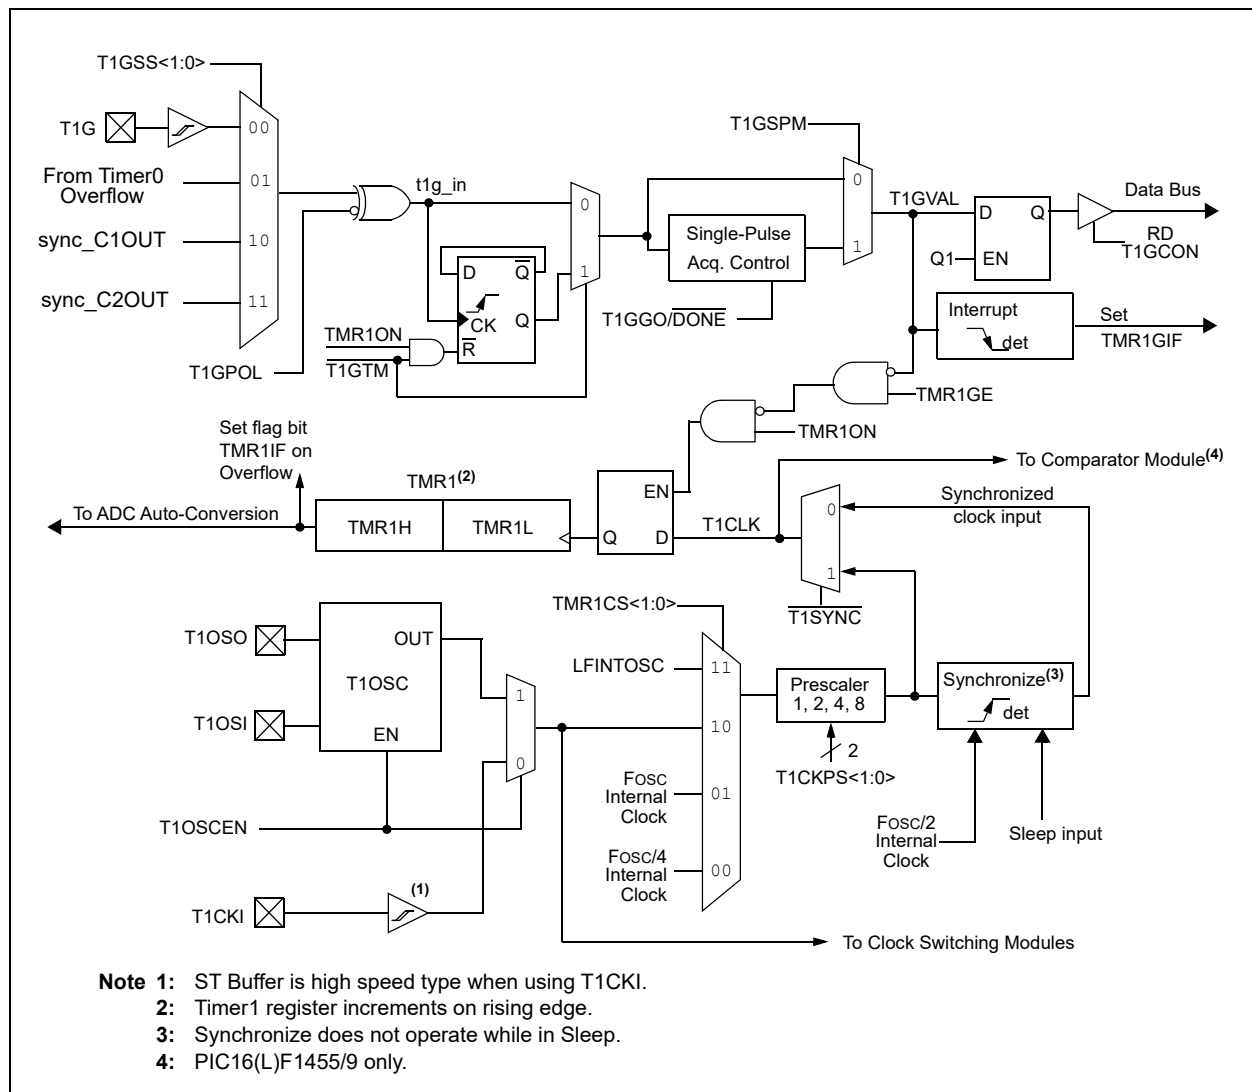 T1GSS<1:0>
T1G
00
From Timer0
Overflow
01
sync_C1OUT
10
sync_C2OUT
11
T1GPOL
t1g_in
D
Q
CK
Q
R
TMR1ON
T1GTM
0
1
Single-Pulse
Acq. Control
T1GGO/DONE
T1GSPM
0
1
T1GVAL
D
Q
Q1
EN
Data Bus
RD
T1GCON
Interrupt
det
Set
TMR1GIF
TMR1GE
TMR1ON
Set flag bit
TMR1IF on
Overflow
TMR1(2)
To ADC Auto-Conversion
TMR1H
TMR1L
EN
Q
D
T1CLK
To Comparator Module(4)
0
1
Synchronized
clock input
T1SYNC
T1OSO
OUT
T1OSC
T1OSI
EN
1
0
T1OSCEN
T1CKI
(1)
TMR1CS<1:0>
LFINTOSC
11
10
FOSC
Internal
Clock
01
FOSC/4
Internal
Clock
00
Prescaler
1, 2, 4, 8
2
T1CKPS<1:0>
Synchronize(3)
det
FOSC/2
Internal
Clock
Sleep input
To Clock Switching Modules
Note 1: ST Buffer is high speed type when using T1CKI.
2: Timer1 register increments on rising edge.
3: Synchronize does not operate while in Sleep.
4: PIC16(L)F1455/9 only.